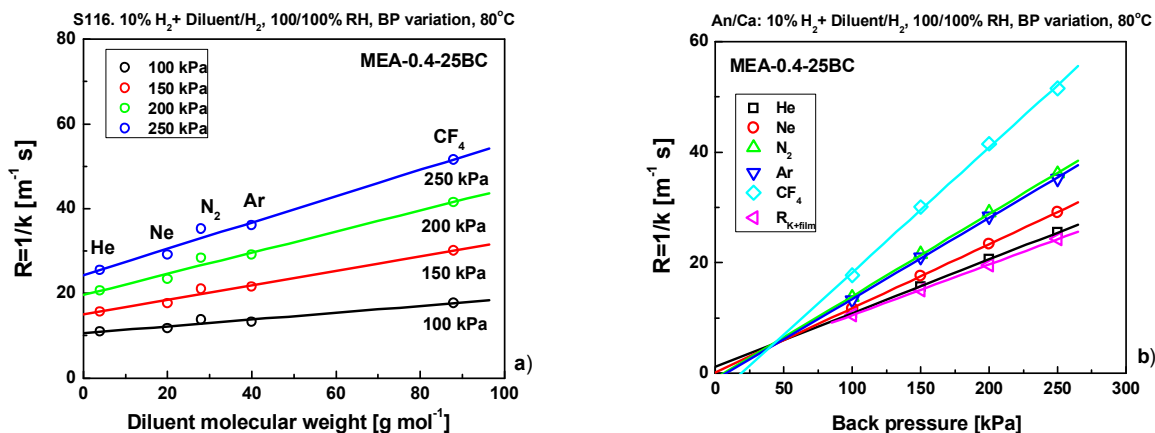 S116. 10% H₂+ Diluent/H₂, 100/100% RH, BP variation, 80°C
80
60
40
20
0
0 20 40 60 80 100
R=1/k [m⁻¹ s]
Diluent molecular weight [g mol⁻¹]
MEA-0.4-25BC
100 kPa
150 kPa
200 kPa
250 kPa
He
Ne
N₂
Ar
CF₄
250 kPa
200 kPa
150 kPa
100 kPa
a)
An/Ca: 10% H₂+ Diluent/H₂, 100/100% RH, BP variation, 80°C
60
40
20
0
0 50 100 150 200 250 300
R=1/k [m⁻¹ s]
Back pressure [kPa]
MEA-0.4-25BC
He
Ne
N₂
Ar
CF₄
R_K+film
b)